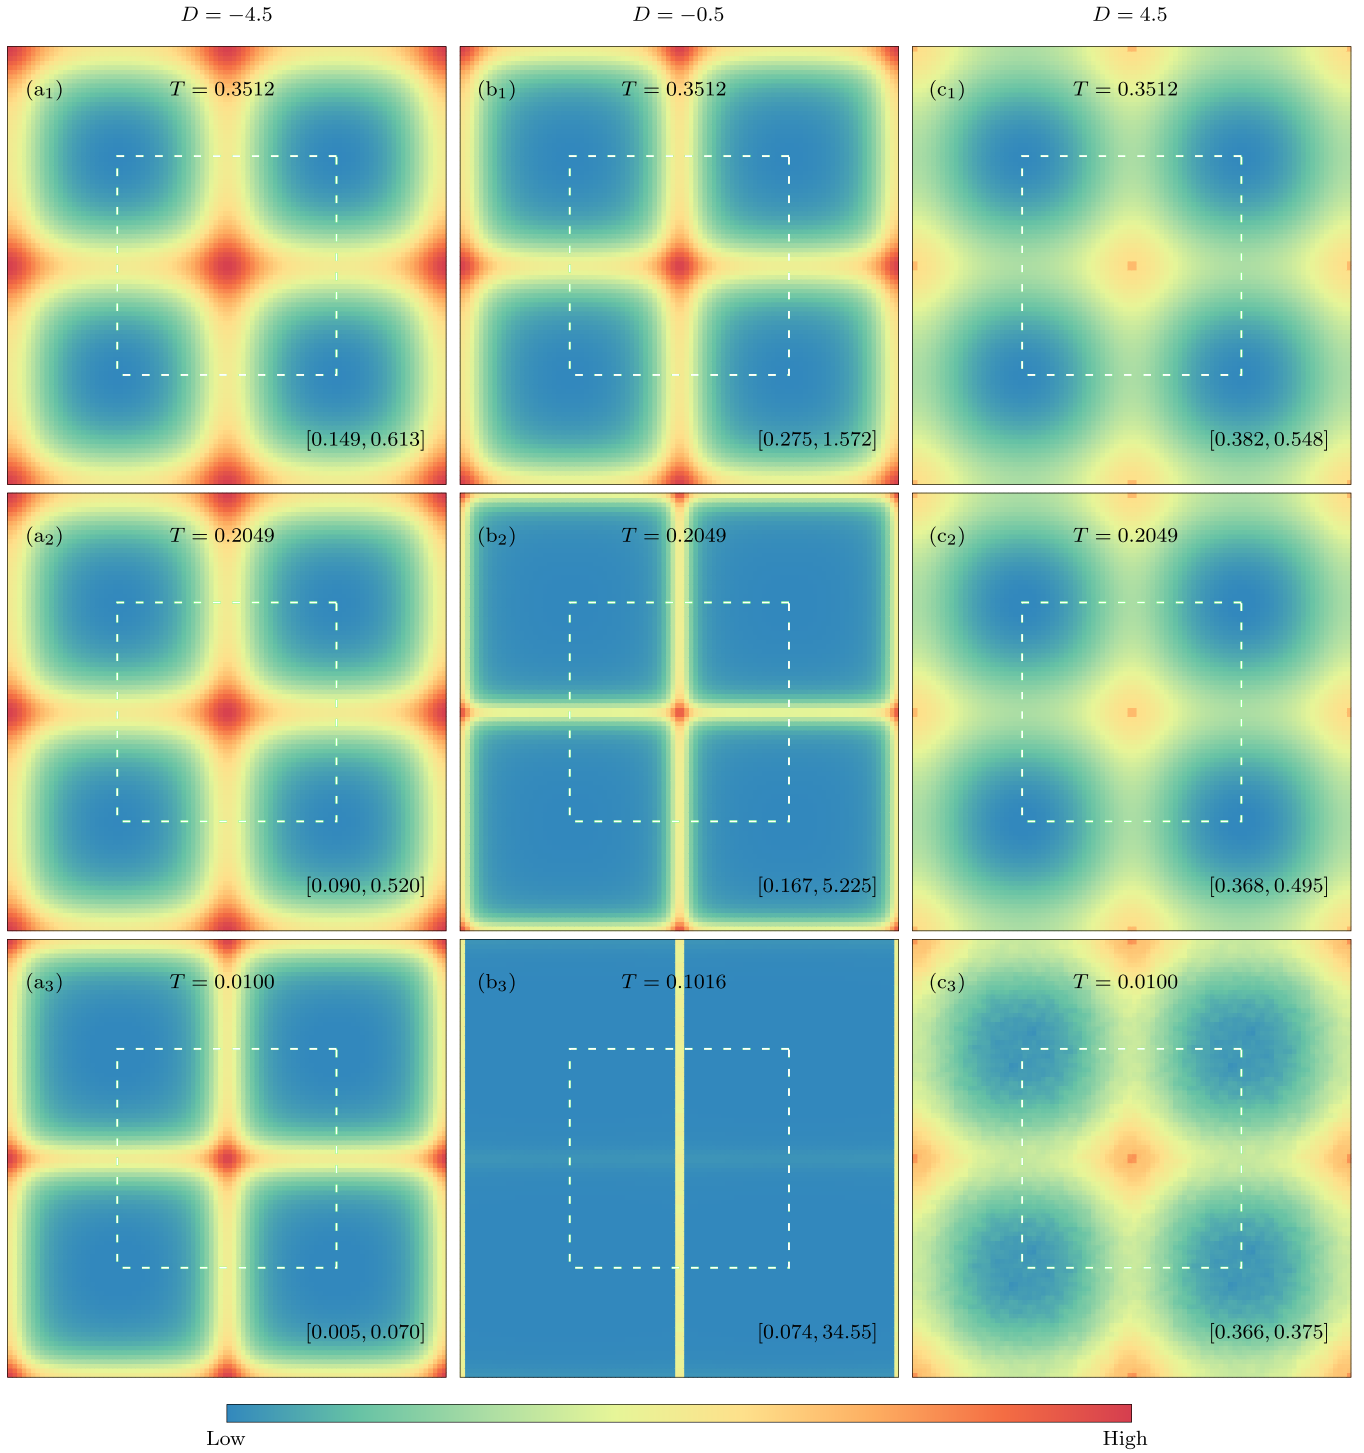 D = −4.5 D = −0.5 D = 4.5
(a₁) T = 0.3512 (b₁) T = 0.3512 (c₁) T = 0.3512
[0.149, 0.613] [0.275, 1.572] [0.382, 0.548]
(a₂) T = 0.2049 (b₂) T = 0.2049 (c₂) T = 0.2049
[0.090, 0.520] [0.167, 5.225] [0.368, 0.495]
(a₃) T = 0.0100 (b₃) T = 0.1016 (c₃) T = 0.0100
[0.005, 0.070] [0.074, 34.55] [0.366, 0.375]
Low High